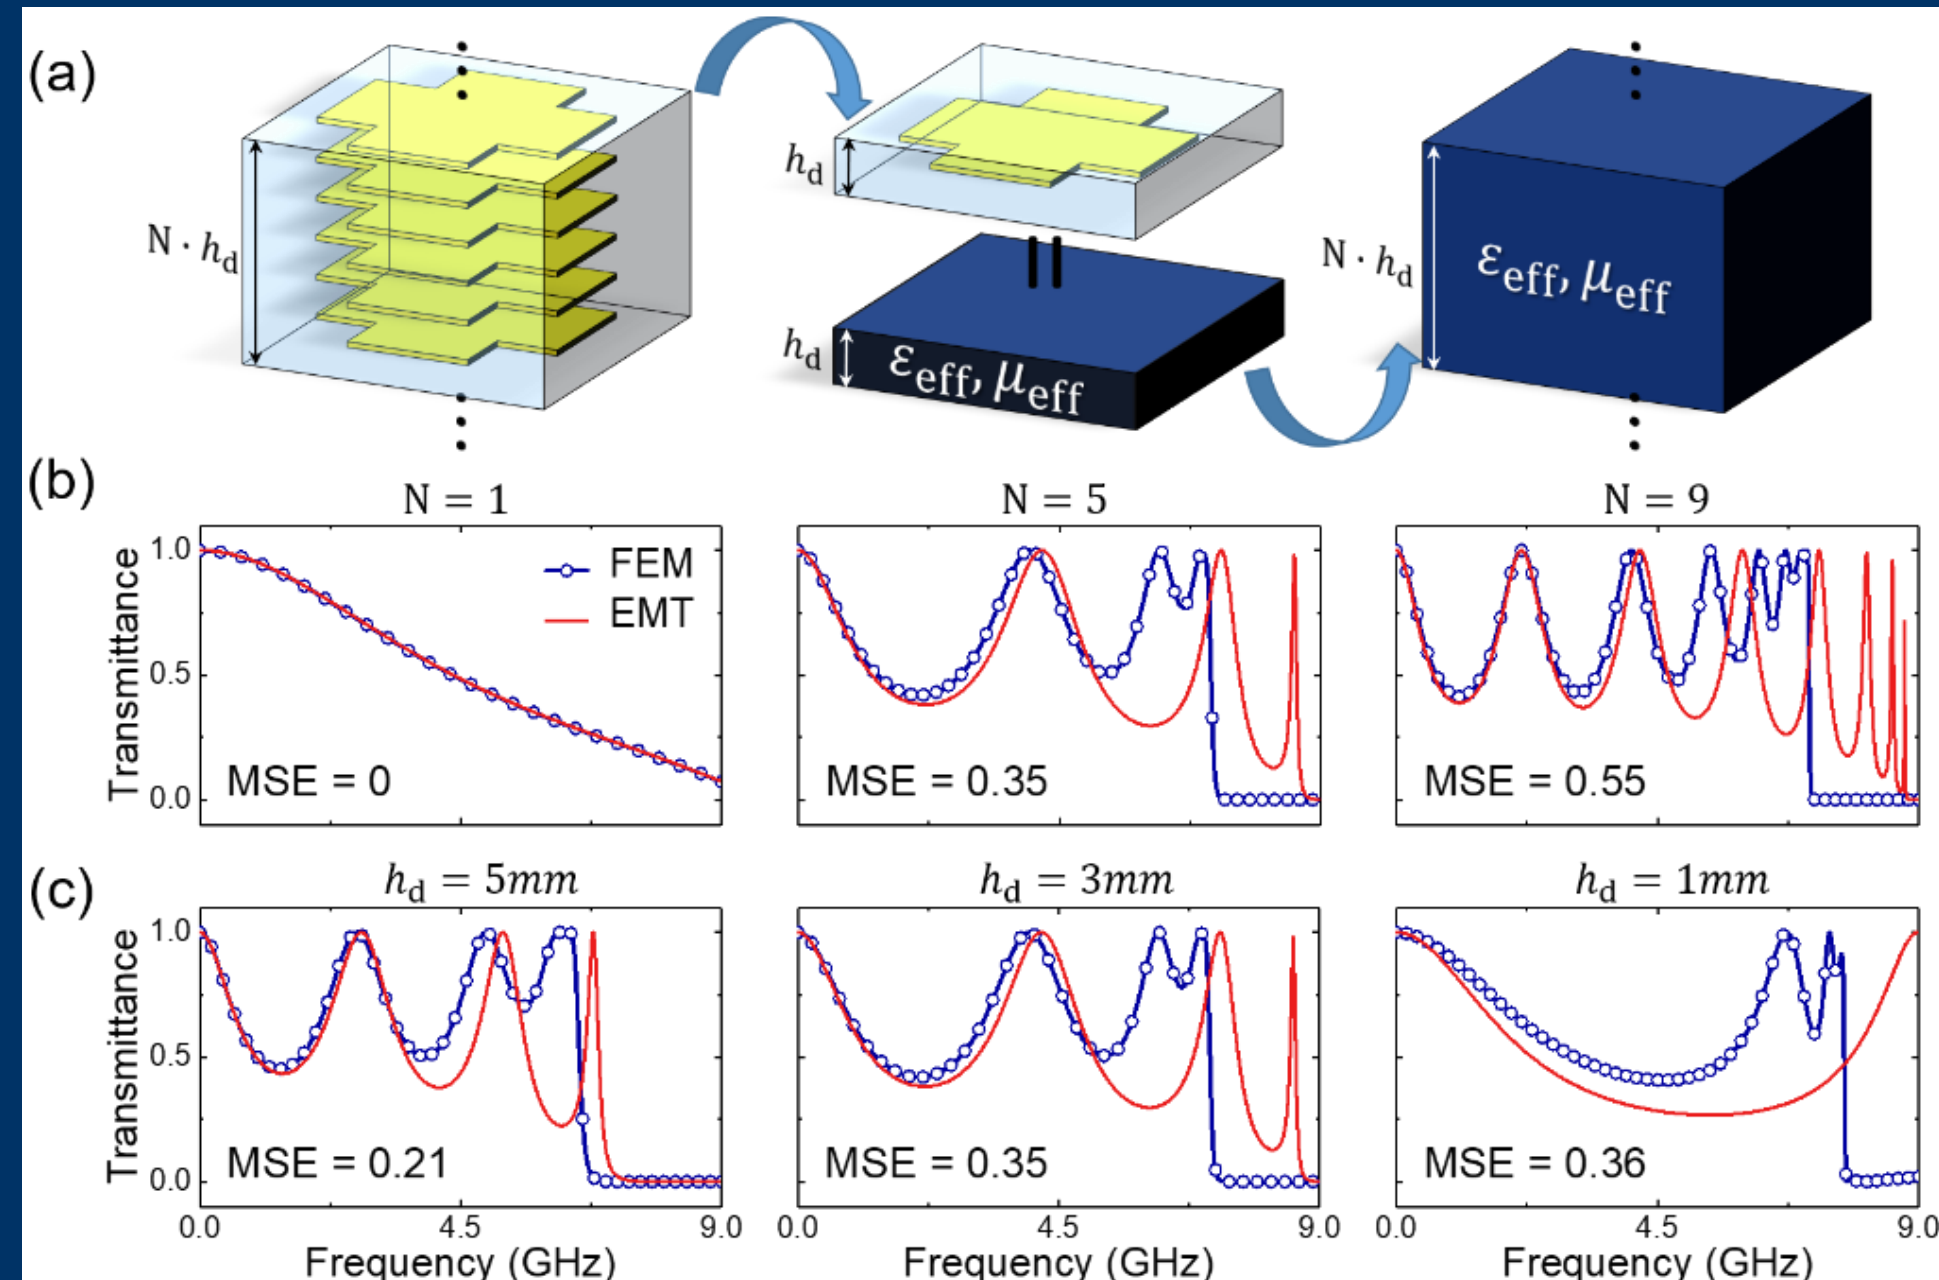 (a)
N · h_d
h_d
h_d
ε_eff, μ_eff
N · h_d
ε_eff, μ_eff
(b)
N = 1
N = 5
N = 9
Transmittance
1.0
0.5
0.0
FEM
EMT
MSE = 0
MSE = 0.35
MSE = 0.55
(c)
h_d = 5mm
h_d = 3mm
h_d = 1mm
Transmittance
1.0
0.5
0.0
MSE = 0.21
MSE = 0.35
MSE = 0.36
0.0 4.5 9.0
0.0 4.5 9.0
0.0 4.5 9.0
Frequency (GHz)
Frequency (GHz)
Frequency (GHz)